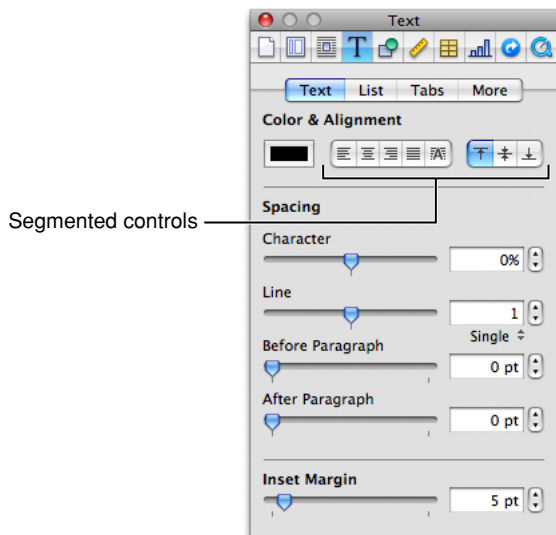 Text
T
Text List Tabs More
Color & Alignment
A
Segmented controls
Spacing
Character
0%
Line
1
Single
Before Paragraph
0 pt
After Paragraph
0 pt
Inset Margin
5 pt